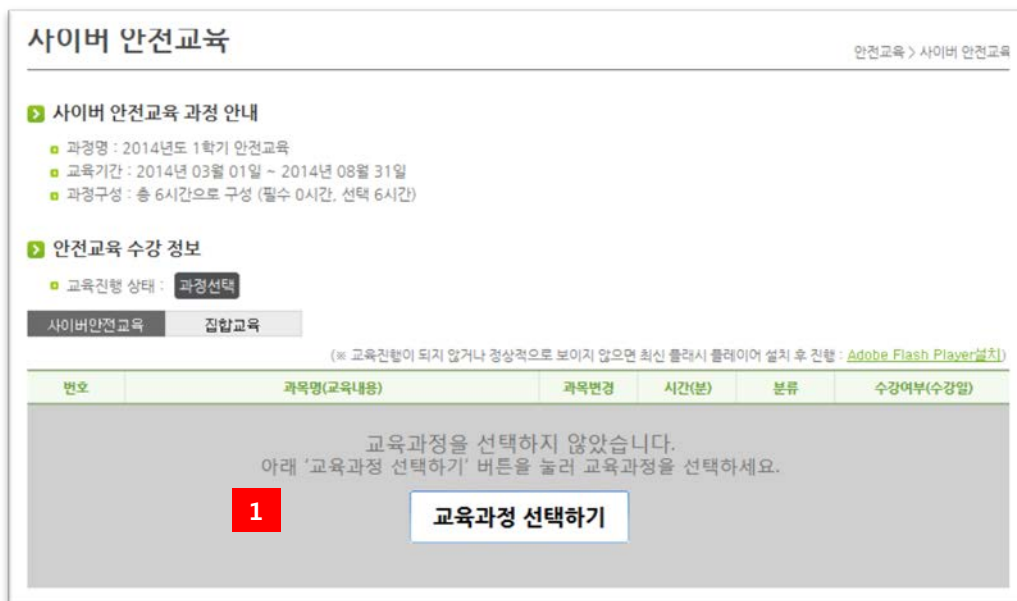 사이버 안전교육
안전교육 > 사이버 안전교육
사이버 안전교육 과정 안내
과정명 : 2014년도 1학기 안전교육
교육기간 : 2014년 03월 01일 ~ 2014년 08월 31일
과정구성 : 총 6시간으로 구성 (필수 0시간, 선택 6시간)
안전교육 수강 정보
교육진행 상태 : 과정선택
사이버안전교육 집합교육
(※ 교육진행이 되지 않거나 정상적으로 보이지 않으면 최신 플래시 플레이어 설치 후 진행 : Adobe Flash Player설치)
번호 과목명(교육내용) 과목변경 시간(분) 분류 수강여부(수강일)
교육과정을 선택하지 않았습니다.
아래 '교육과정 선택하기' 버튼을 눌러 교육과정을 선택하세요.
1 교육과정 선택하기